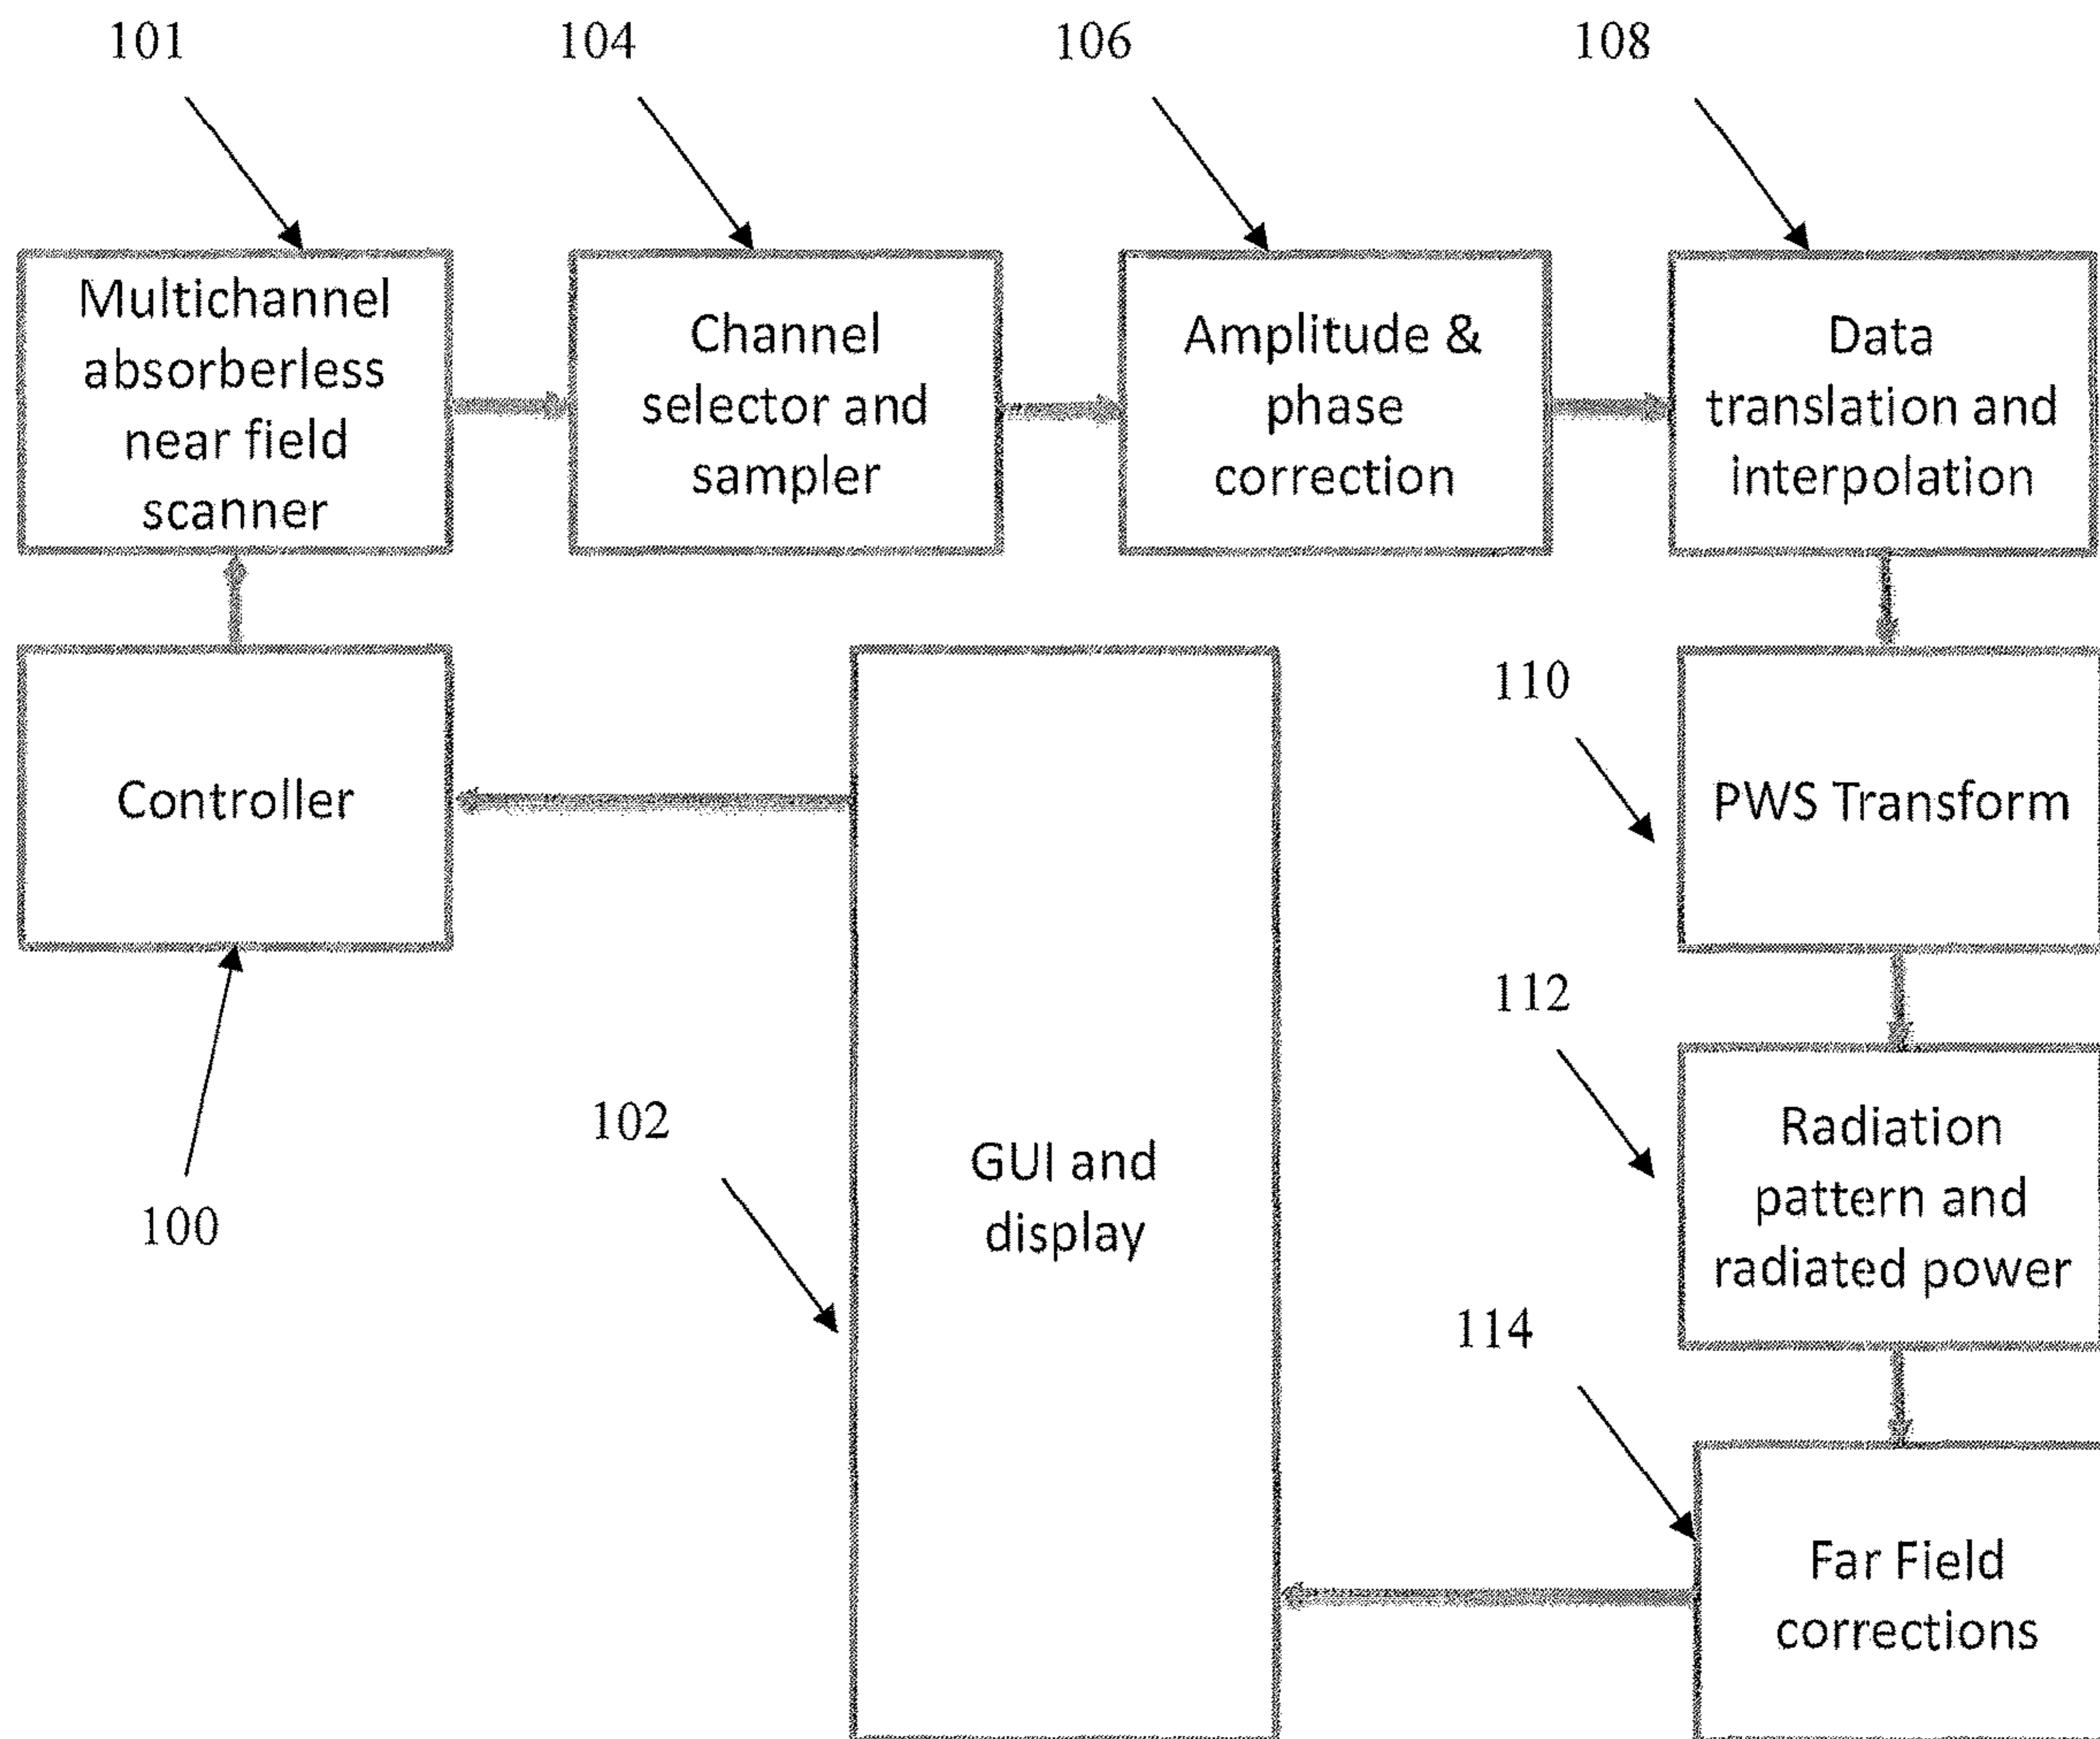 101
104
106
108
Multichannel
absorberless
near field
scanner
Channel
selector and
sampler
Amplitude &
phase
correction
Data
translation and
interpolation
Controller
100
102
GUI and
display
110
PWS Transform
112
Radiation
pattern and
radiated power
114
Far Field
corrections